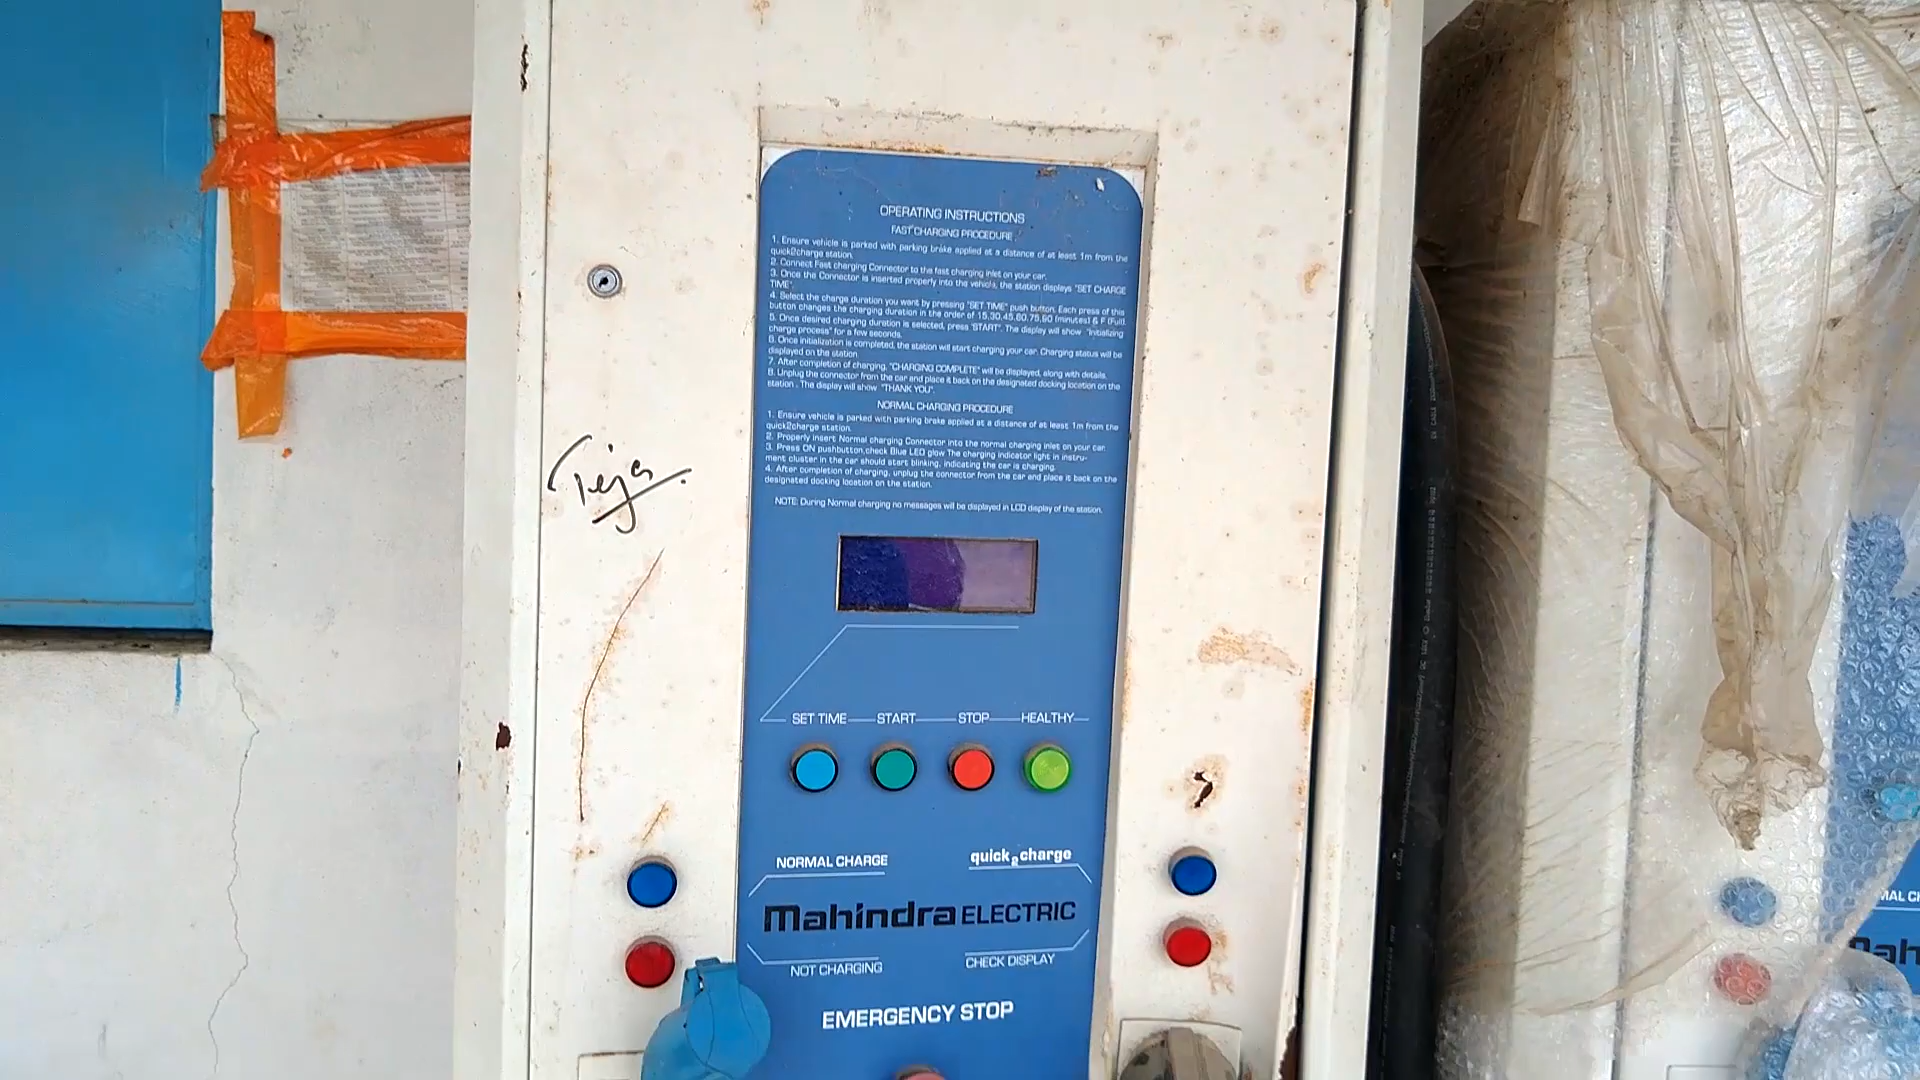 OPERATING INSTRUCTIONS
FAST CHARGING PROCEDURE
1. Ensure vehicle is parked with parking brake applied at a distance of at least 1m from the
quick2charge station.
2. Connect Fast charging Connector to the fast charging inlet on your car.
3. Once the Connector is inserted properly into the vehicle, the station displays "SET CHARGE
TIME".
4. Select the charge duration you want by pressing "SET TIME" push button. Each press of this
button changes the charging duration in the order of 15,30,45,60,75,90 (minutes) & F (Full).
5. Once desired charging duration is selected, press "START". The display will show "Initializing
charge process" for a few seconds.
6. Once initialization is completed, the station will start charging your car. Charging status will be
displayed on the station
7. After completion of charging, "CHARGING COMPLETE" will be displayed, along with details.
8. Unplug the connector from the car and place it back on the designated docking location on the
station . The display will show "THANK YOU".
NORMAL CHARGING PROCEDURE
1. Ensure vehicle is parked with parking brake applied at a distance of at least 1m from the
quick2charge station.
2. Properly insert Normal charging Connector into the normal charging inlet on your car
3. Press ON pushbutton,check Blue LED glow The charging indicator light in instru-
ment cluster in the car should start blinking, indicating the car is charging.
4. After completion of charging, unplug the connector from the car and place it back on the
designated docking location on the station.
NOTE: During Normal charging no messages will be displayed in LCD display of the station.
Teja
SET TIME START STOP HEALTHY
NORMAL CHARGE quick2charge
Mahindra ELECTRIC
NOT CHARGING CHECK DISPLAY
EMERGENCY STOP
MAL CH
Mah